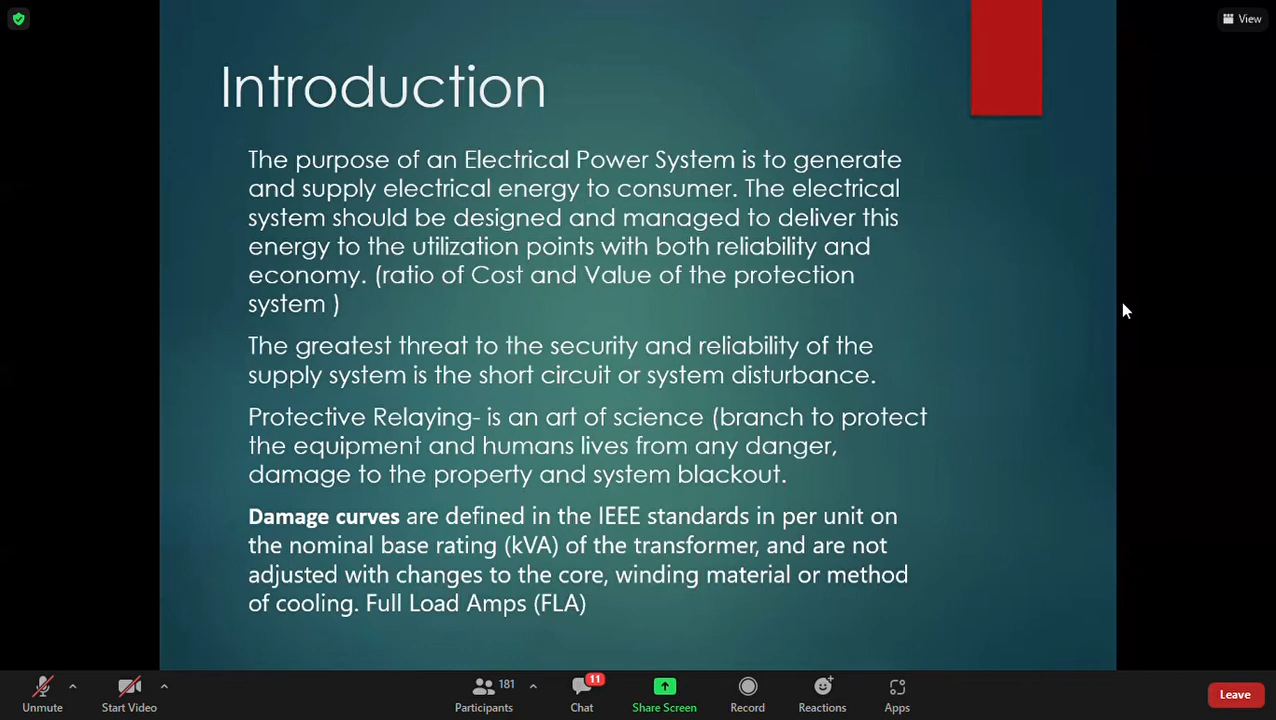 View
Introduction
The purpose of an Electrical Power System is to generate
and supply electrical energy to consumer. The electrical
system should be designed and managed to deliver this
energy to the utilization points with both reliability and
economy. (ratio of Cost and Value of the protection
system )
The greatest threat to the security and reliability of the
supply system is the short circuit or system disturbance.
Protective Relaying- is an art of science (branch to protect
the equipment and humans lives from any danger,
damage to the property and system blackout.
Damage curves are defined in the IEEE standards in per unit on
the nominal base rating (kVA) of the transformer, and are not
adjusted with changes to the core, winding material or method
of cooling. Full Load Amps (FLA)
181
11
Unmute
Start Video
Participants
Chat
Share Screen
Record
Reactions
Apps
Leave